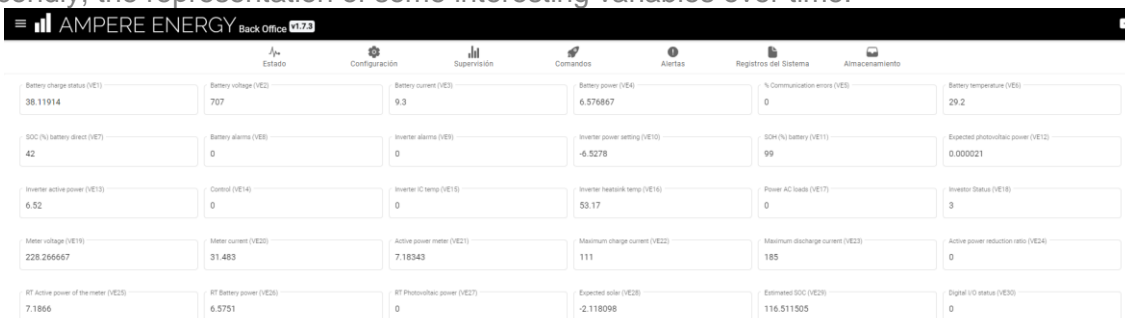 ondly, the representation of some interesting variables over time.
AMPERE ENERGY Back Office v1.7.3
Estado Configuración Supervisión Comandos Alertas Registros del Sistema Almacenamiento
Battery charge status (VE1) Battery voltage (VE2) Battery current (VE3) Battery power (VE4) % Communication errors (VE5) Battery temperature (VE6)
38.11914 707 9.3 6.576867 0 29.2
SOC (%) battery direct (VE7) Battery alarms (VE8) Inverter alarms (VE9) Inverter power setting (VE10) SOH (%) battery (VE11) Expected photovoltaic power (VE12)
42 0 0 -6.5278 99 0.000021
Inverter active power (VE13) Control (VE14) Inverter IC temp (VE15) Inverter heatsink temp (VE16) Power AC loads (VE17) Investor Status (VE18)
6.52 0 0 53.17 0 3
Meter voltage (VE19) Meter current (VE20) Active power meter (VE21) Maximum charge current (VE22) Maximum discharge current (VE23) Active power reduction ratio (VE24)
228.266667 31.483 7.18343 111 185 0
RT Active power of the meter (VE25) RT Battery power (VE26) RT Photovoltaic power (VE27) Expected solar (VE28) Estimated SOC (VE29) Digital I/O status (VE30)
7.1866 6.5751 0 -2.118098 116.511505 0